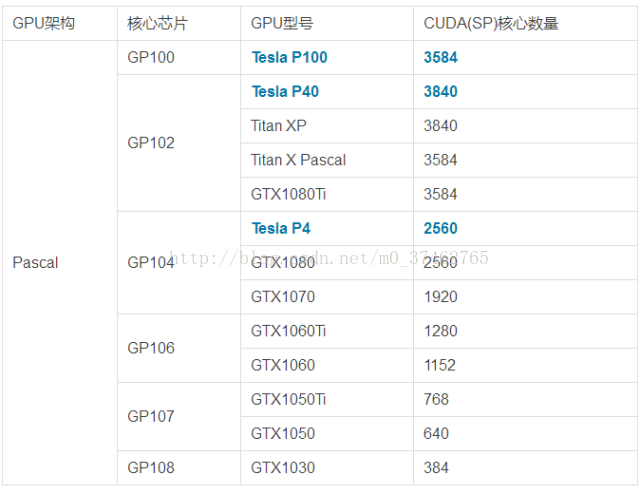 GPU架构 核心芯片 GPU型号 CUDA(SP)核心数量
GP100 Tesla P100 3584
Tesla P40 3840
GP102 Titan XP 3840
Titan X Pascal 3584
GTX1080Ti 3584
Tesla P4 2560
Pascal GP104 GTX1080 2560
http://blog.csdn.net/m0_37462765
GTX1070 1920
GTX1060Ti 1280
GP106 GTX1060 1152
GTX1050Ti 768
GP107 GTX1050 640
GP108 GTX1030 384